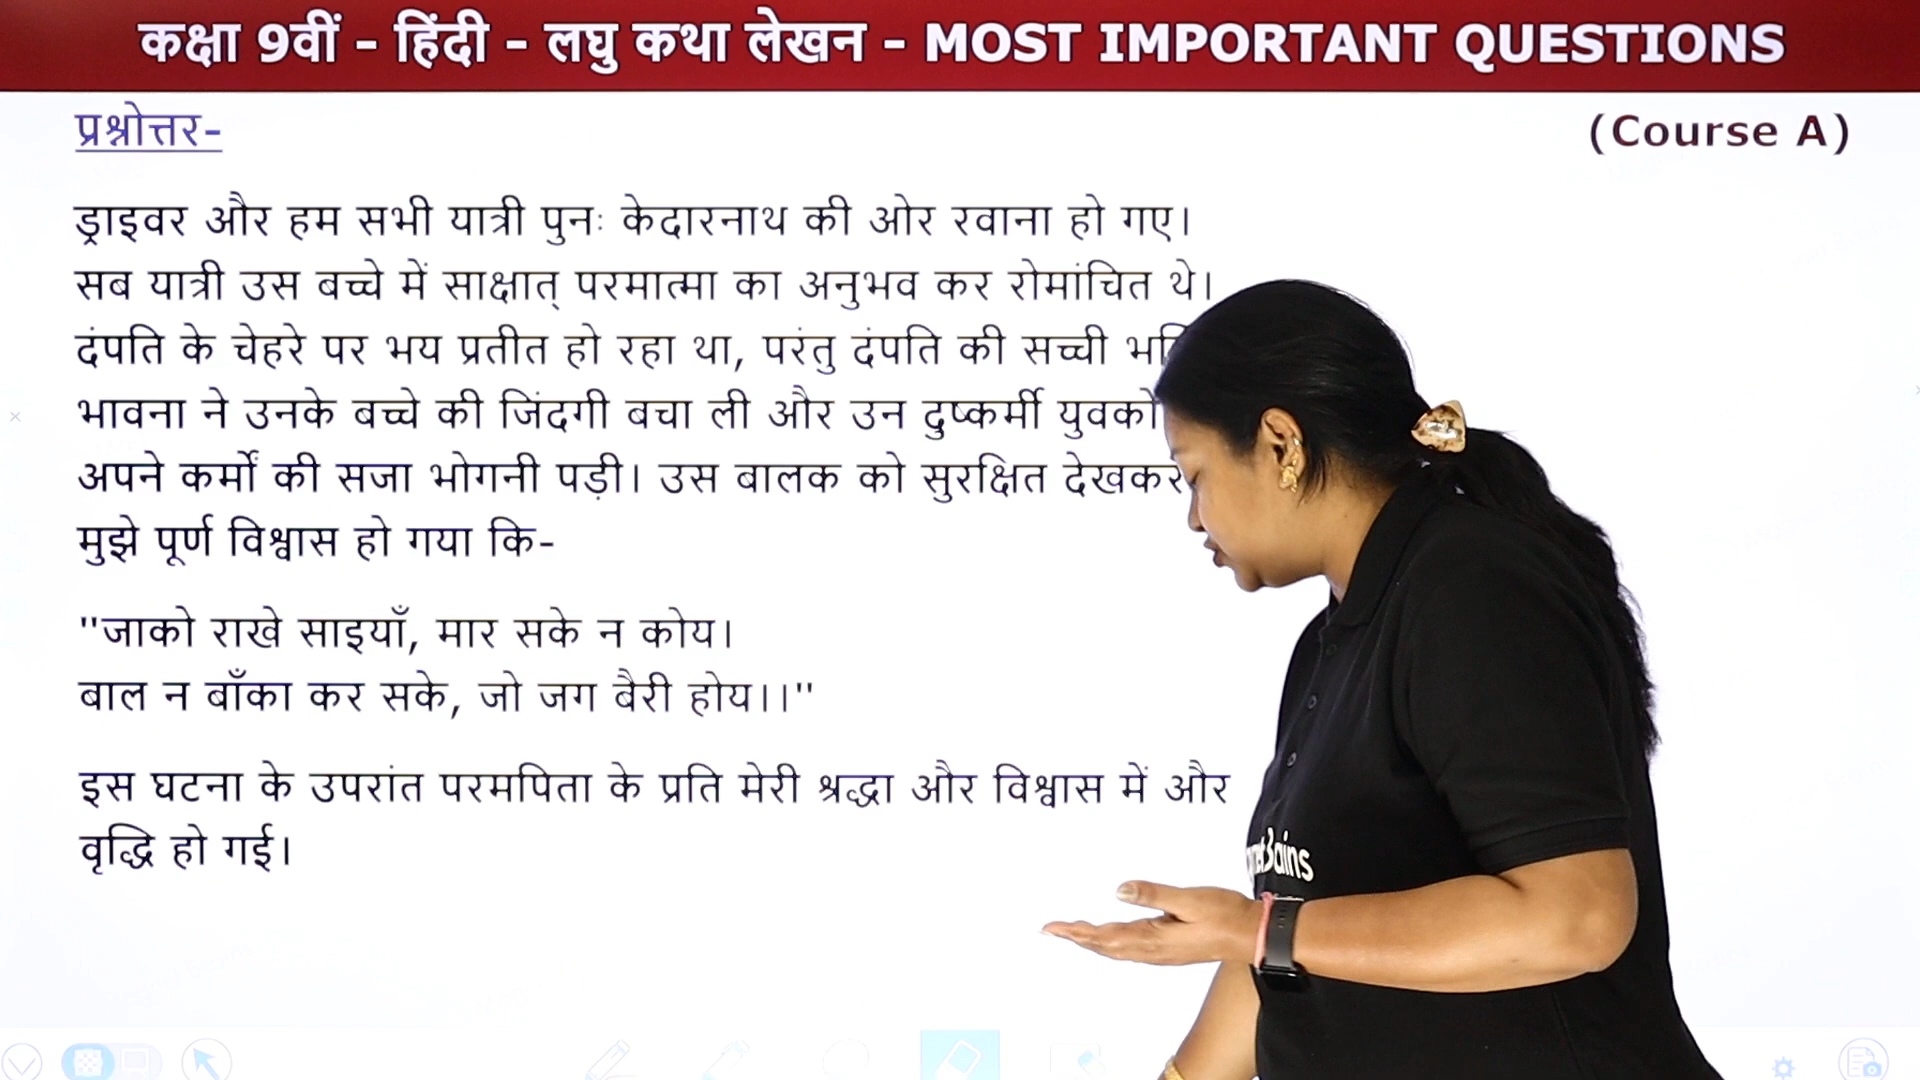 कक्षा 9वीं - हिंदी - लघु कथा लेखन - MOST IMPORTANT QUESTIONS
प्रश्नोत्तर-
(Course A)
ड्राइवर और हम सभी यात्री पुनः केदारनाथ की ओर रवाना हो गए।
सब यात्री उस बच्चे में साक्षात् परमात्मा का अनुभव कर रोमांचित थे।
दंपति के चेहरे पर भय प्रतीत हो रहा था, परंतु दंपति की सच्ची
भावना ने उनके बच्चे की जिंदगी बचा ली और उन दुष्कर्मी युवकों
अपने कर्मों की सजा भोगनी पड़ी। उस बालक को सुरक्षित देखकर
मुझे पूर्ण विश्वास हो गया कि-
"जाको राखे साइयाँ, मार सके न कोय।
बाल न बाँका कर सके, जो जग बैरी होय।।"
इस घटना के उपरांत परमपिता के प्रति मेरी श्रद्धा और विश्वास में और
वृद्धि हो गई।